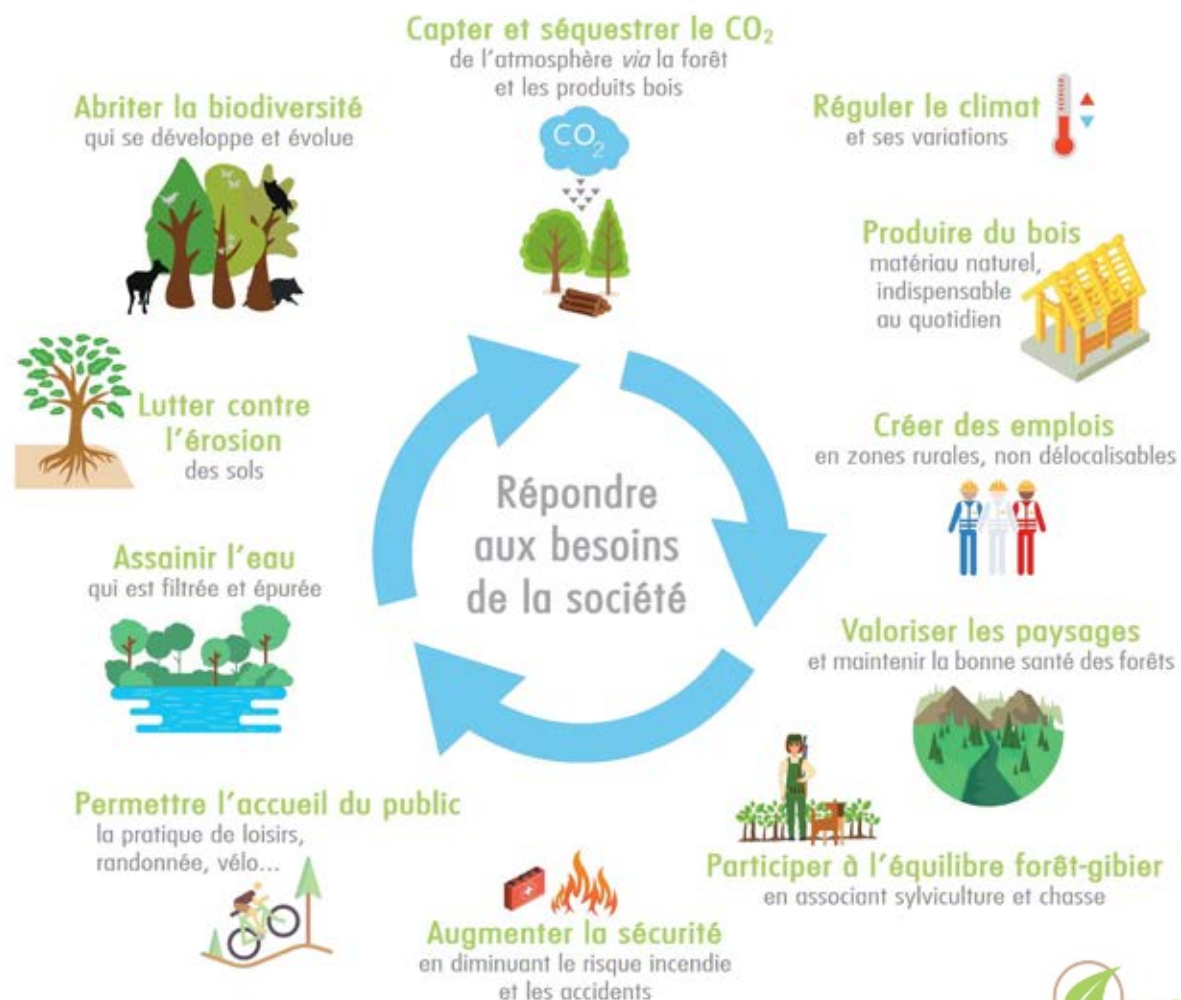 Capter et séquestrer le CO₂
de l'atmosphère via la forêt
et les produits bois
CO₂
Réguler le climat
et ses variations
Produire du bois
matériau naturel,
indispensable
au quotidien
Créer des emplois
en zones rurales, non délocalisables
Valoriser les paysages
et maintenir la bonne santé des forêts
Participer à l'équilibre forêt-gibier
en associant sylviculture et chasse
Augmenter la sécurité
en diminuant le risque incendie
et les accidents
Permettre l'accueil du public
la pratique de loisirs,
randonnée, vélo...
Assainir l'eau
qui est filtrée et épurée
Lutter contre
l'érosion
des sols
Abriter la biodiversité
qui se développe et évolue
Répondre
aux besoins
de la société